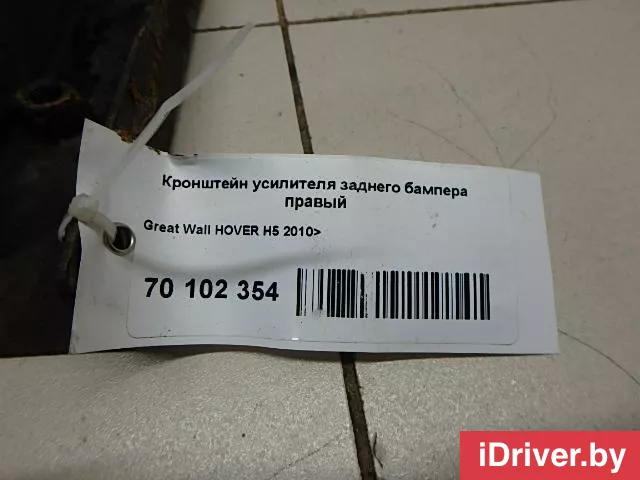 Кронштейн усилителя заднего бампера
правый
Great Wall HOVER H5 2010>
70 102 354
iDriver.by